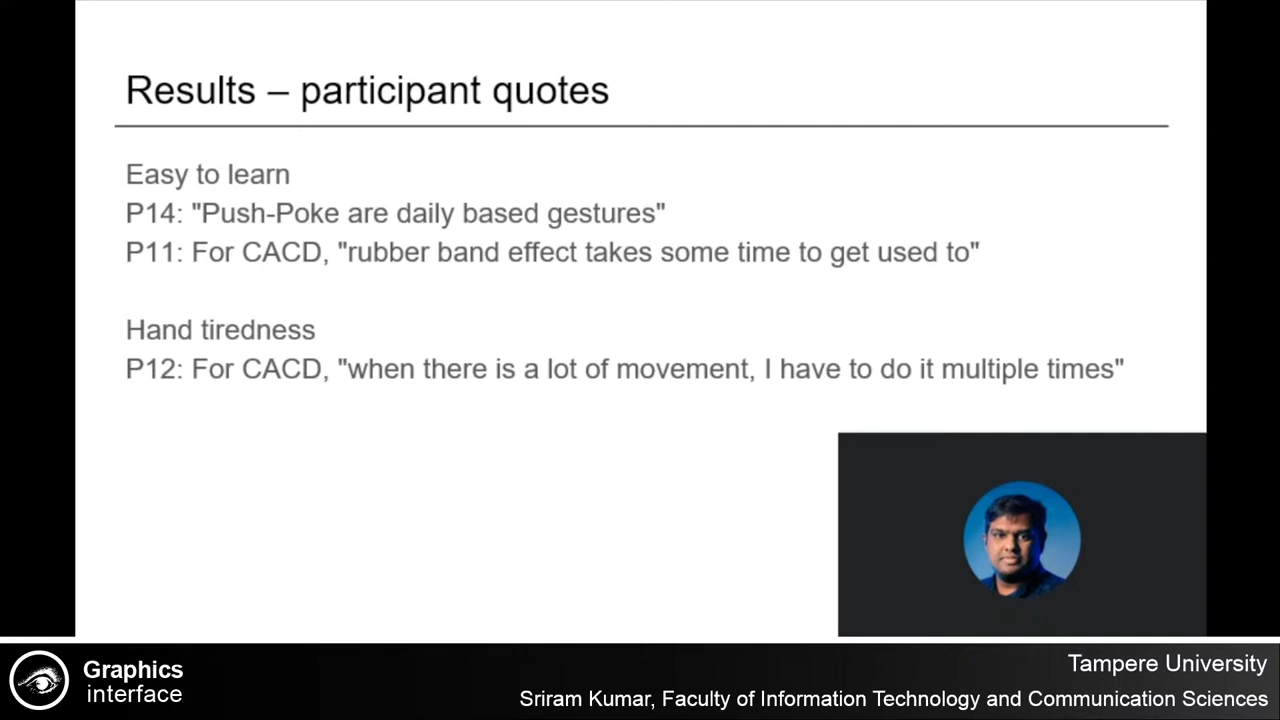 Results – participant quotes
Easy to learn
P14: "Push-Poke are daily based gestures"
P11: For CACD, "rubber band effect takes some time to get used to"
Hand tiredness
P12: For CACD, "when there is a lot of movement, I have to do it multiple times"
Graphics
interface
Tampere University
Sriram Kumar, Faculty of Information Technology and Communication Sciences